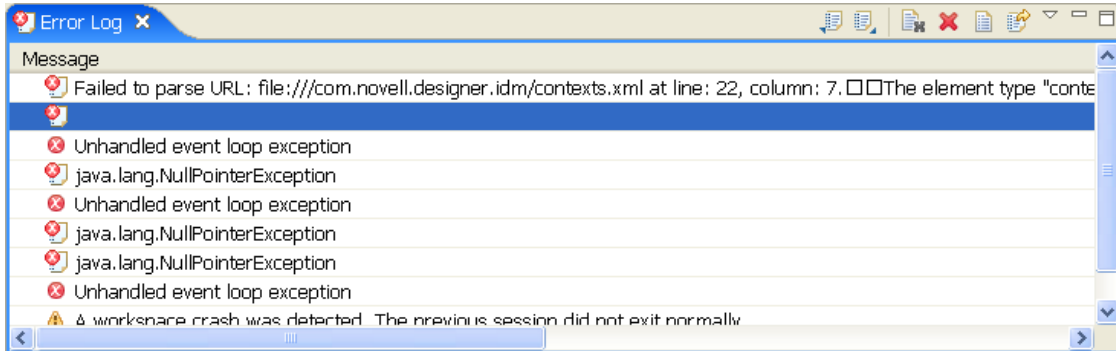 Error Log
Message
Failed to parse URL: file:///com.novell.designer.idm/contexts.xml at line: 22, column: 7.□□The element type "conte
Unhandled event loop exception
java.lang.NullPointerException
Unhandled event loop exception
java.lang.NullPointerException
java.lang.NullPointerException
Unhandled event loop exception
A workspace crash was detected. The previous session did not exit normally